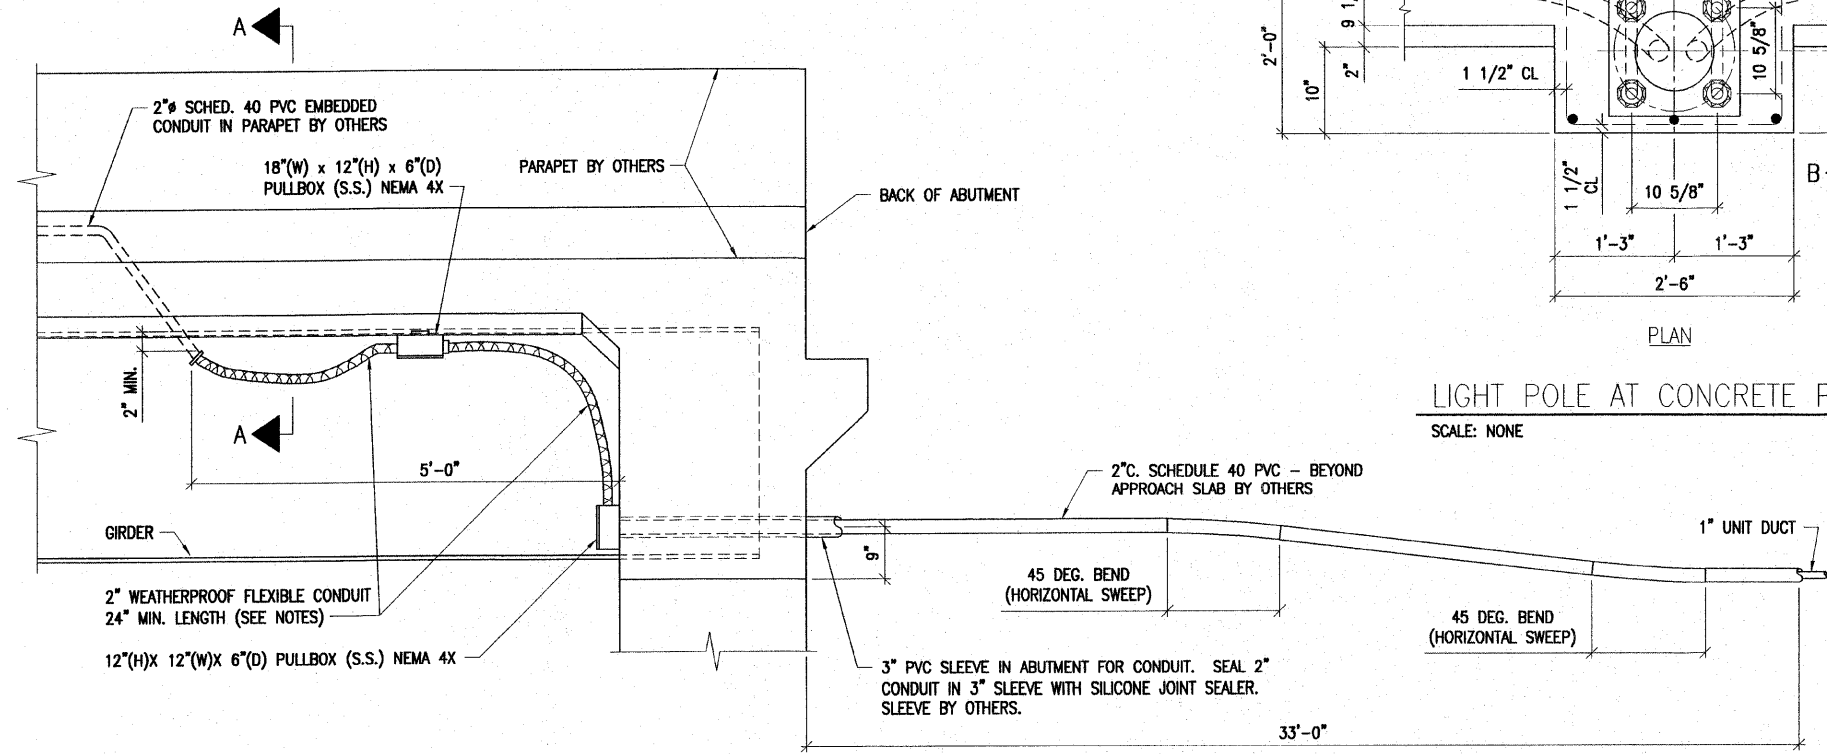 A
2"ø SCHED. 40 PVC EMBEDDED
CONDUIT IN PARAPET BY OTHERS
18"(W) x 12"(H) x 6"(D)
PULLBOX (S.S.) NEMA 4X
PARAPET BY OTHERS
BACK OF ABUTMENT
2" MIN.
A
5'-0"
GIRDER
2" WEATHERPROOF FLEXIBLE CONDUIT
24" MIN. LENGTH (SEE NOTES)
12"(H)X 12"(W)X 6"(D) PULLBOX (S.S.) NEMA 4X
9"
2"C. SCHEDULE 40 PVC – BEYOND
APPROACH SLAB BY OTHERS
45 DEG. BEND
(HORIZONTAL SWEEP)
45 DEG. BEND
(HORIZONTAL SWEEP)
1" UNIT DUCT
3" PVC SLEEVE IN ABUTMENT FOR CONDUIT. SEAL 2"
CONDUIT IN 3" SLEEVE WITH SILICONE JOINT SEALER.
SLEEVE BY OTHERS.
33'-0"
2'-0"
10"
2"
1 1/2" CL
10 5/8"
1 1/2"
CL
10 5/8"
B
1'-3"
1'-3"
2'-6"
PLAN
LIGHT POLE AT CONCRETE
SCALE: NONE